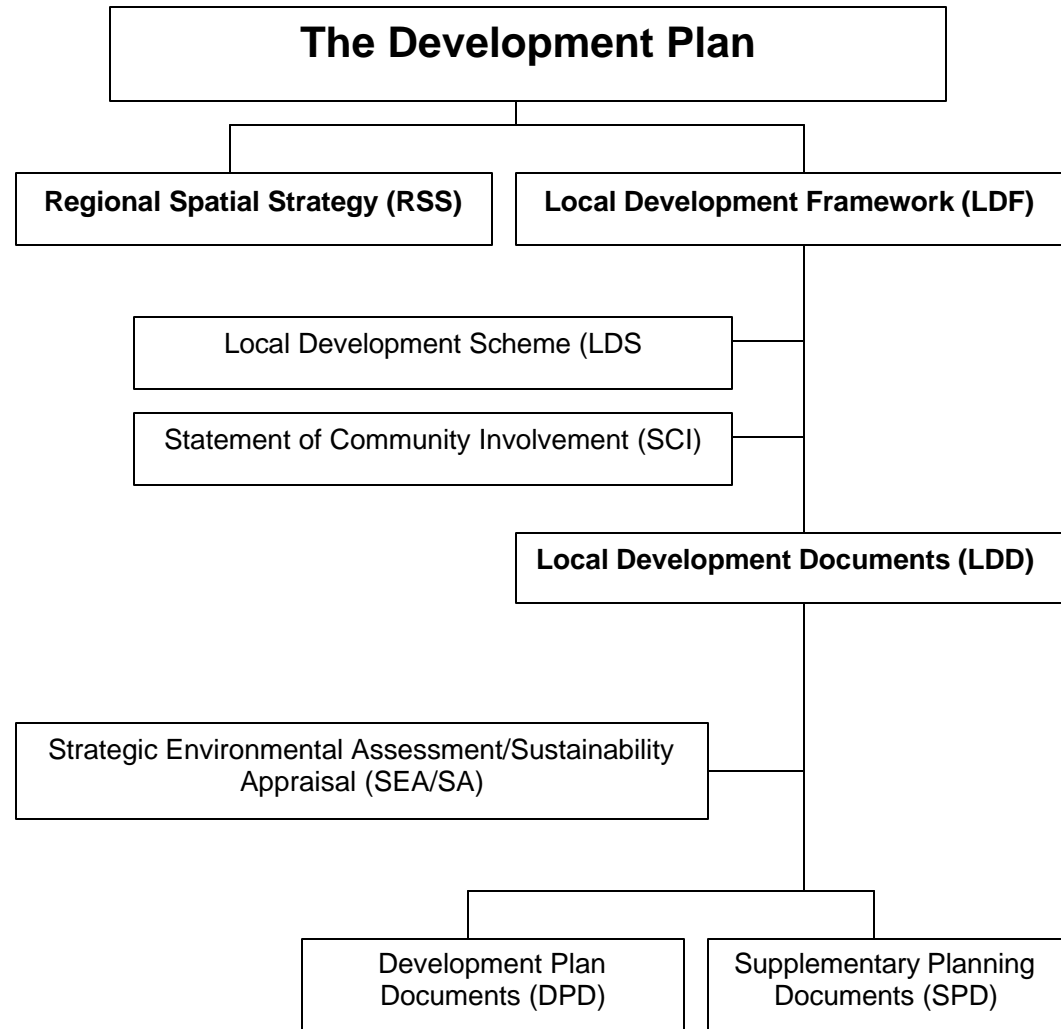 The Development Plan
Regional Spatial Strategy (RSS)
Local Development Framework (LDF)
Local Development Scheme (LDS
Statement of Community Involvement (SCI)
Local Development Documents (LDD)
Strategic Environmental Assessment/Sustainability
Appraisal (SEA/SA)
Development Plan
Documents (DPD)
Supplementary Planning
Documents (SPD)